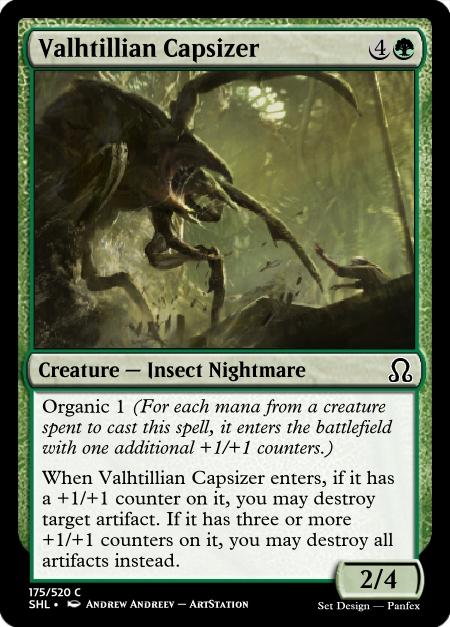 Valhtillian Capsizer 4
Creature — Insect Nightmare
Organic 1 (For each mana from a creature
spent to cast this spell, it enters the battlefield
with one additional +1/+1 counters.)
When Valhtillian Capsizer enters, if it has
a +1/+1 counter on it, you may destroy
target artifact. If it has three or more
+1/+1 counters on it, you may destroy all
artifacts instead.
2/4
175/520 C
SHL • Andrew Andreev — ArtStation
Set Design — Panfex